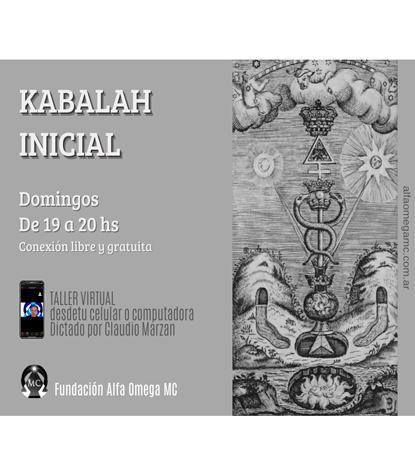 KABALAH
INICIAL
Domingos
De 19 a 20 hs
Conexión libre y gratuita
TALLER VIRTUAL
desdetu celular o computadora
Dictado por Claudio Marzan
MC
Fundación Alfa Omega MC
alfaomegamc.com.ar